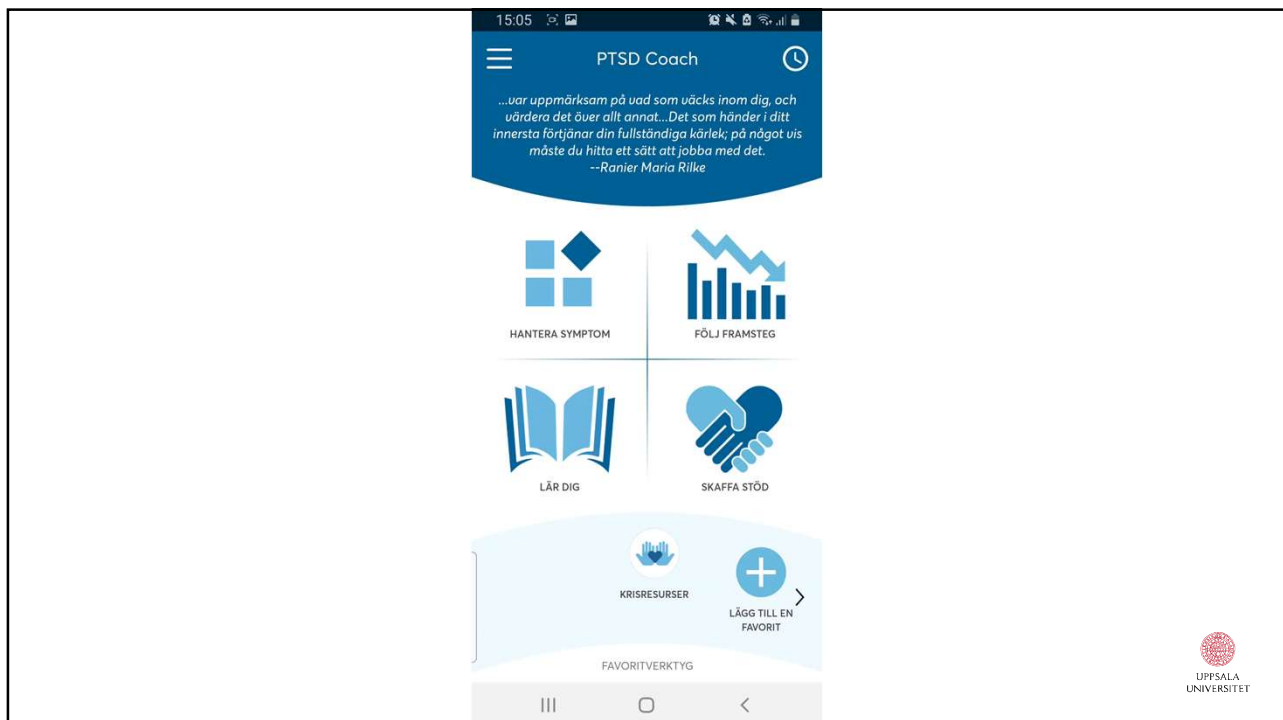 15:05
PTSD Coach
...var uppmärksam på vad som väcks inom dig, och
värdera det över allt annat...Det som händer i ditt
innersta förtjänar din fullständiga kärlek; på något vis
måste du hitta ett sätt att jobba med det.
--Ranier Maria Rilke
HANTERA SYMPTOM
FÖLJ FRAMSTEG
LÄR DIG
SKAFFA STÖD
KRISRESURSER
LÄGG TILL EN
FAVORIT
FAVORITVERKTYG
UPPSALA
UNIVERSITET